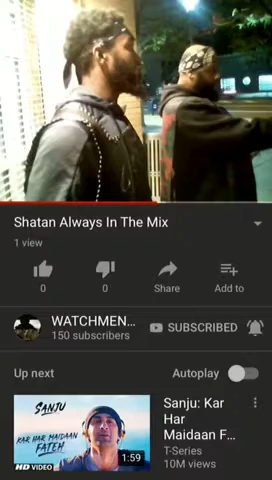 Shatan Always In The Mix
1 view
0
0
Share
Add to
WATCHMEN...
150 subscribers
SUBSCRIBED
Up next
Autoplay
SANJU
KAR HAR MAIDAAN
FATEH
HD VIDEO
1:59
Sanju: Kar
Har
Maidaan F...
T-Series
10M views